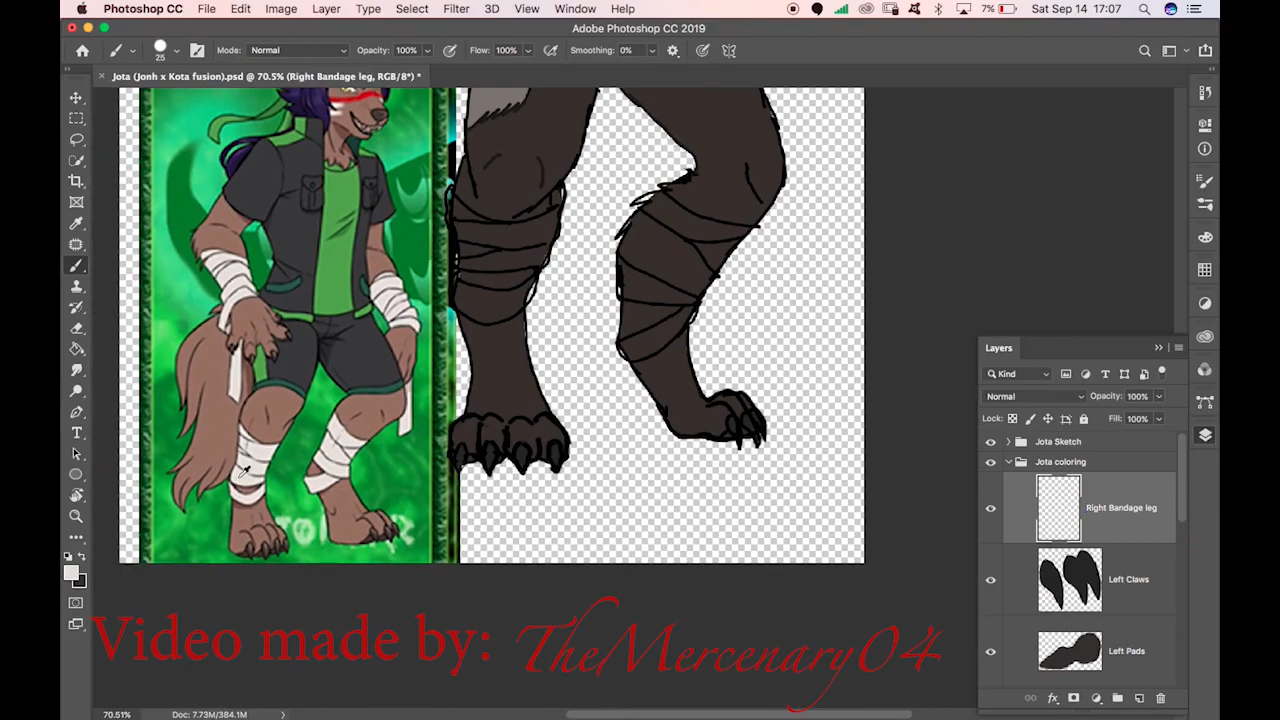 Photoshop CC File Edit Image Layer Type Select Filter 3D View Window Help 7% Sat Sep 14 17:07
Adobe Photoshop CC 2019
25 Mode: Normal Opacity: 100% Flow: 100% Smoothing: 0%
× Jota (Jonh x Kota fusion).psd @ 70.5% (Right Bandage leg, RGB/8*) *
Layers
Kind
Normal Opacity: 100%
Lock: Fill: 100%
Jota Sketch
Jota coloring
Right Bandage leg
Left Claws
Left Pads
Video made by: TheMercenary04
70.51% Doc: 7.73M/384.1M